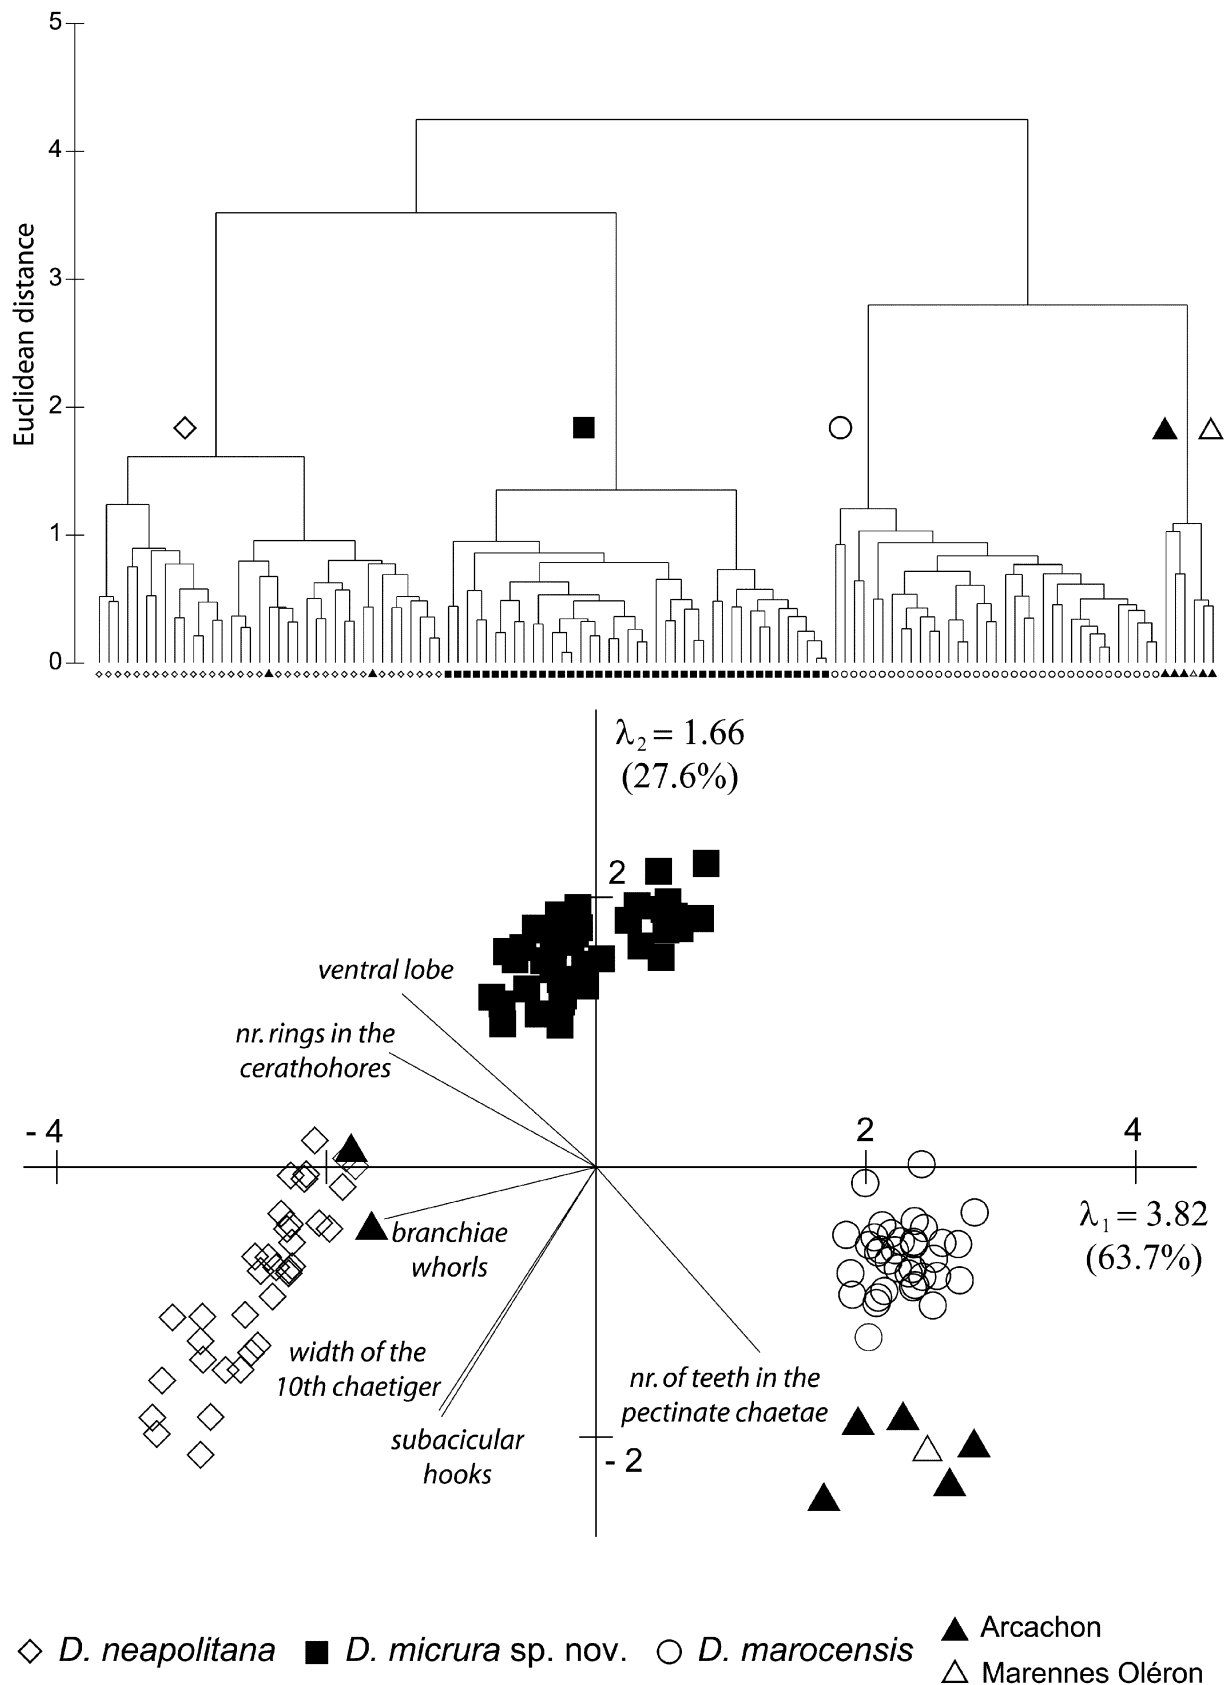 5
4
3
2
1
0
Euclidean distance
λ2 = 1.66
(27.6%)
2
ventral lobe
nr. rings in the
cerathohores
- 4
2
4
λ1 = 3.82
(63.7%)
branchiae
whorls
width of the
10th chaetiger
nr. of teeth in the
pectinate chaetae
subacicular
hooks
- 2
D. neapolitana
D. micrura sp. nov.
D. marocensis
Arcachon
Marennes Oléron